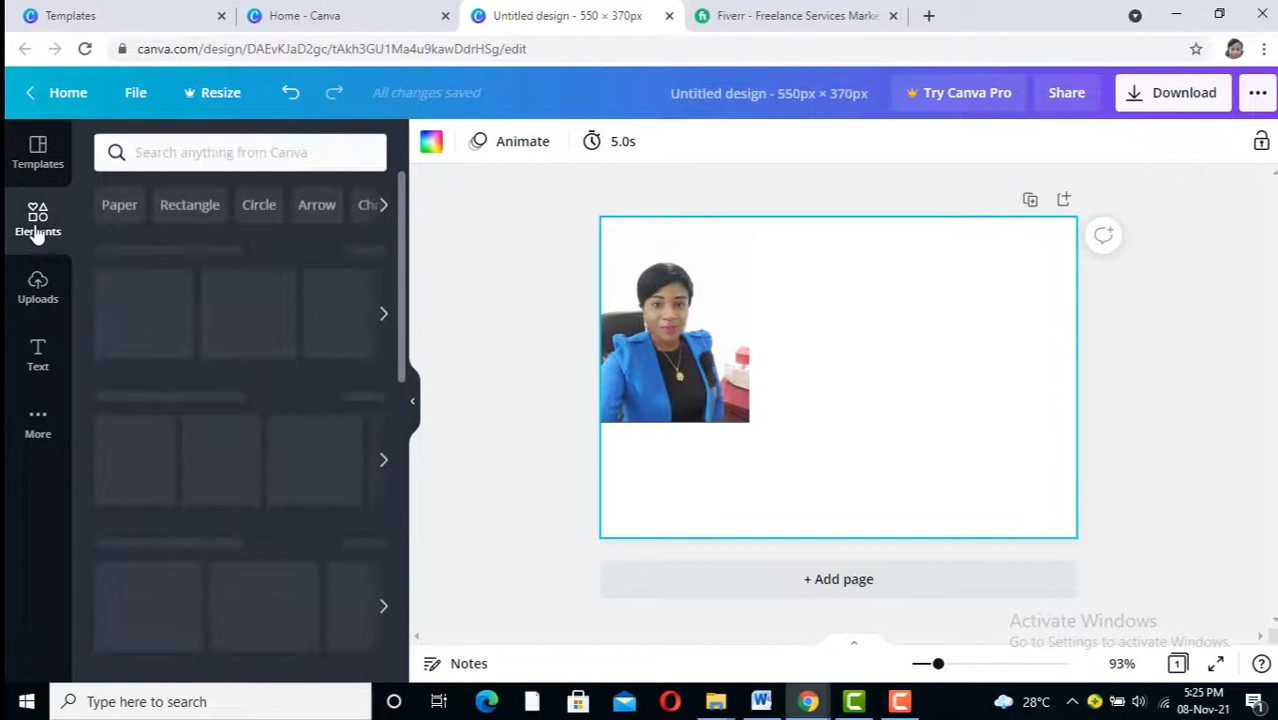 Templates
Home - Canva
Untitled design - 550 × 370px
Fiverr - Freelance Services Marke
canva.com/design/DAEvKJaD2gc/tAkh3GU1Ma4u9kawDdrHSg/edit
Home
File
Resize
All changes saved
Untitled design - 550px × 370px
Try Canva Pro
Share
Download
Templates
Search anything from Canva
Animate
5.0s
Paper
Rectangle
Circle
Arrow
Elements
Uploads
Text
More
+ Add page
Activate Windows
Go to Settings to activate Windows.
Notes
93%
1
Type here to search
28°C
5:25 PM
08-Nov-21